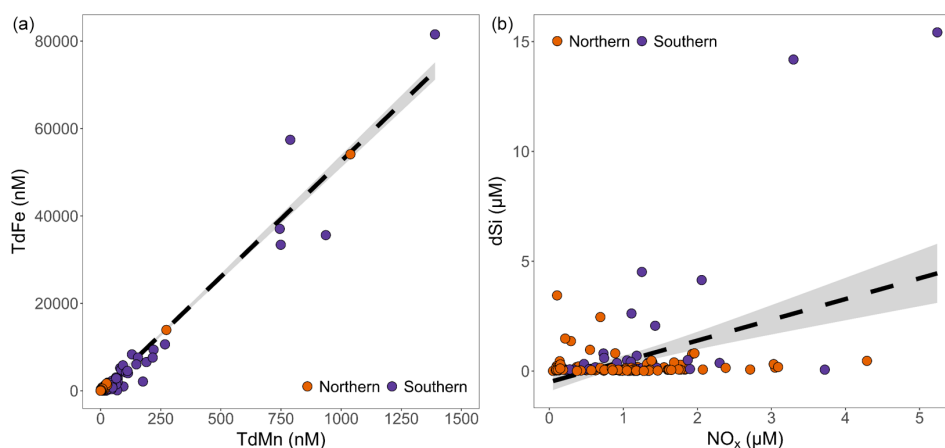 (a)
80000
60000
40000
20000
0
TdFe (nM)
0 250 500 750 1000 1250 1500
TdMn (nM)
Northern Southern
(b)
Northern Southern
15
10
5
0
dSi (μM)
0 1 2 3 4 5
NOx (μM)